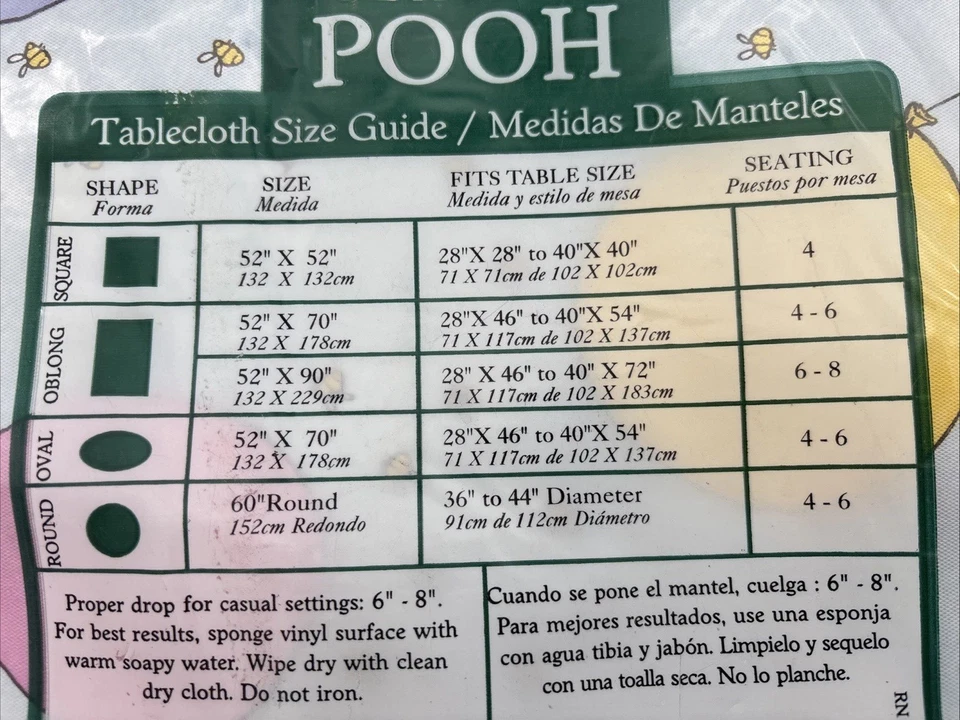 POOH
Tablecloth Size Guide / Medidas De Manteles
SHAPE
Forma
SIZE
Medida
FITS TABLE SIZE
Medida y estilo de mesa
SEATING
Puestos por mesa
SQUARE
52" X 52"
132 X 132cm
28"X 28" to 40"X 40"
71 X 71cm de 102 X 102cm
4
OBLONG
52" X 70"
132 X 178cm
28"X 46" to 40"X 54"
71 X 117cm de 102 X 137cm
4 - 6
52" X 90"
132 X 229cm
28" X 46" to 40" X 72"
71 X 117cm de 102 X 183cm
6 - 8
OVAL
52" X 70"
132 X 178cm
28"X 46" to 40"X 54"
71 X 117cm de 102 X 137cm
4 - 6
ROUND
60"Round
152cm Redondo
36" to 44" Diameter
91cm de 112cm Diámetro
4 - 6
Proper drop for casual settings: 6" - 8".
For best results, sponge vinyl surface with
warm soapy water. Wipe dry with clean
dry cloth. Do not iron.
Cuando se pone el mantel, cuelga : 6" - 8".
Para mejores resultados, use una esponja
con agua tibia y jabón. Limpielo y sequelo
con una toalla seca. No lo planche.
RN